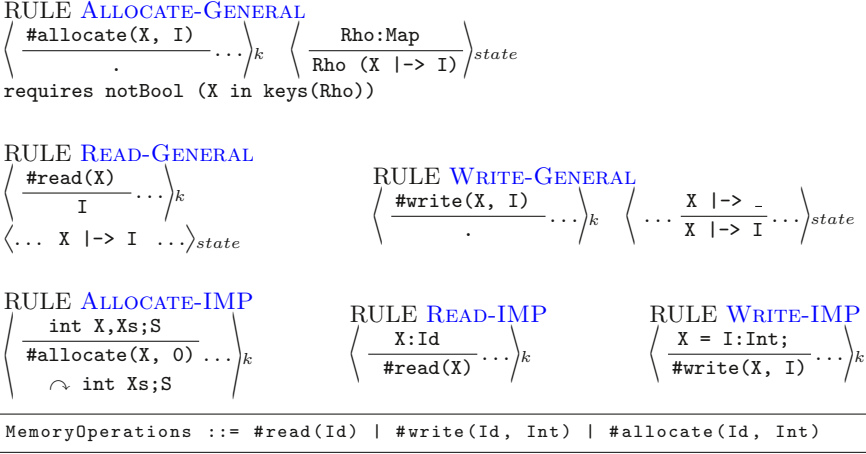 RULE ALLOCATE-GENERAL
⟨ #allocate(X, I) ··· ⟩k ⟨ Rho:Map ⟩state
. Rho (X |-> I)
requires notBool (X in keys(Rho))
RULE READ-GENERAL
⟨ #read(X) ··· ⟩k
I
⟨... X |-> I ...⟩state
RULE WRITE-GENERAL
⟨ #write(X, I) ··· ⟩k ⟨ ··· X |-> _ ··· ⟩state
. X |-> I
RULE ALLOCATE-IMP
⟨ int X,Xs;S
#allocate(X, 0) ... ⟩k
↷ int Xs;S
RULE READ-IMP
⟨ X:Id ··· ⟩k
#read(X)
RULE WRITE-IMP
⟨ X = I:Int; ··· ⟩k
#write(X, I)
MemoryOperations ::= #read(Id) | #write(Id, Int) | #allocate(Id, Int)